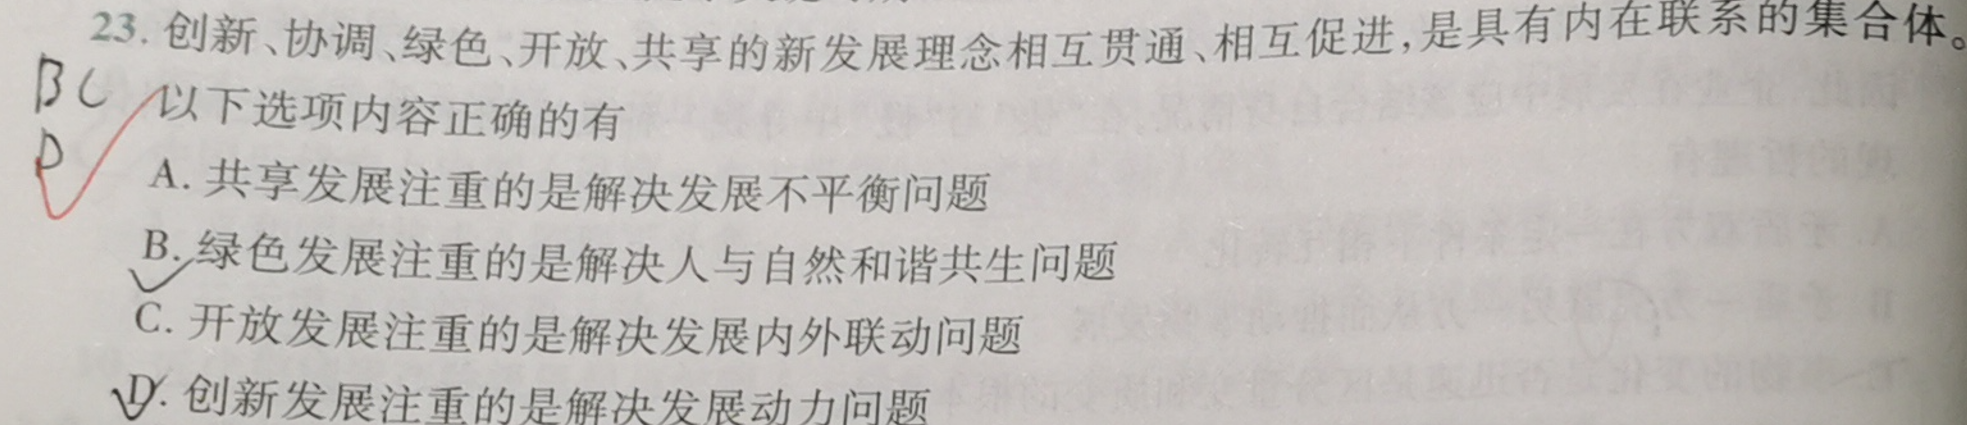 23. 创新、协调、绿色、开放、共享的新发展理念相互贯通、相互促进,是具有内在联系的集合体。
BC
以下选项内容正确的有
D
A. 共享发展注重的是解决发展不平衡问题
B. 绿色发展注重的是解决人与自然和谐共生问题
C. 开放发展注重的是解决发展内外联动问题
D. 创新发展注重的是解决发展动力问题